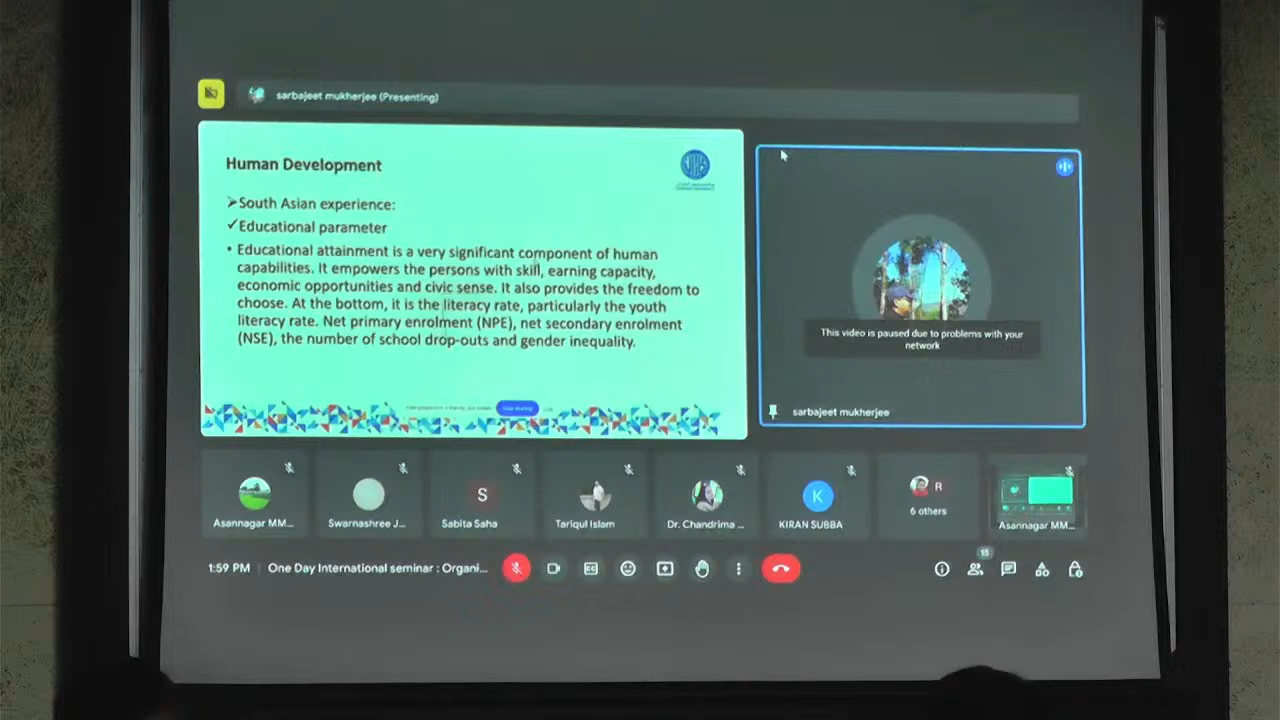 sarbajeet mukherjee (Presenting)
Human Development
➢South Asian experience:
✓Educational parameter
• Educational attainment is a very significant component of human
capabilities. It empowers the persons with skill, earning capacity,
economic opportunities and civic sense. It also provides the freedom to
choose. At the bottom, it is the literacy rate, particularly the youth
literacy rate. Net primary enrolment (NPE), net secondary enrolment
(NSE), the number of school drop-outs and gender inequality.
Stop sharing
This video is paused due to problems with your
network
sarbajeet mukherjee
Asannagar MM...
Swarnashree J...
S
Sabita Saha
Tariqul Islam
Dr. Chandrima ...
K
KIRAN SUBBA
R
6 others
Asannagar MM...
1:59 PM | One Day International seminar : Organi...
CC
15